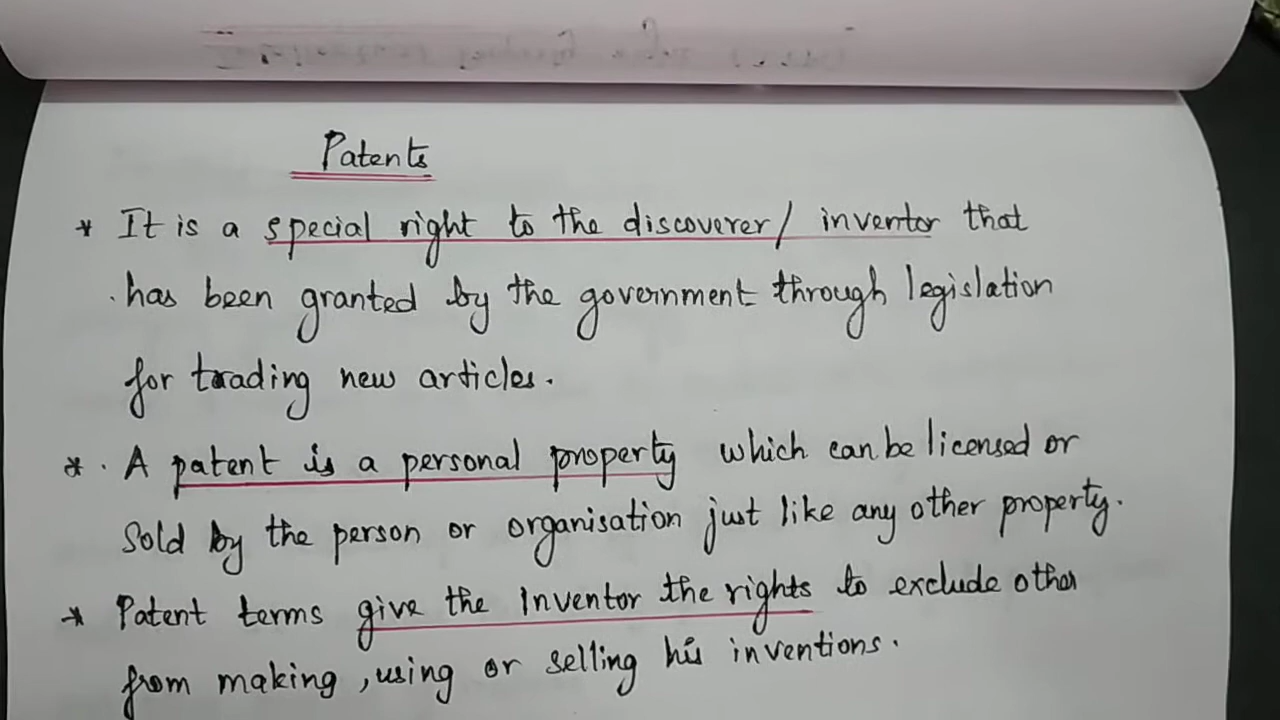 Patents
* It is a special right to the discoverer/ inventor that
has been granted by the government through legislation
for trading new articles.
* A patent is a personal property which can be licensed or
sold by the person or organisation just like any other property.
* Patent terms give the Inventor the rights to exclude other
from making, using or selling his inventions.